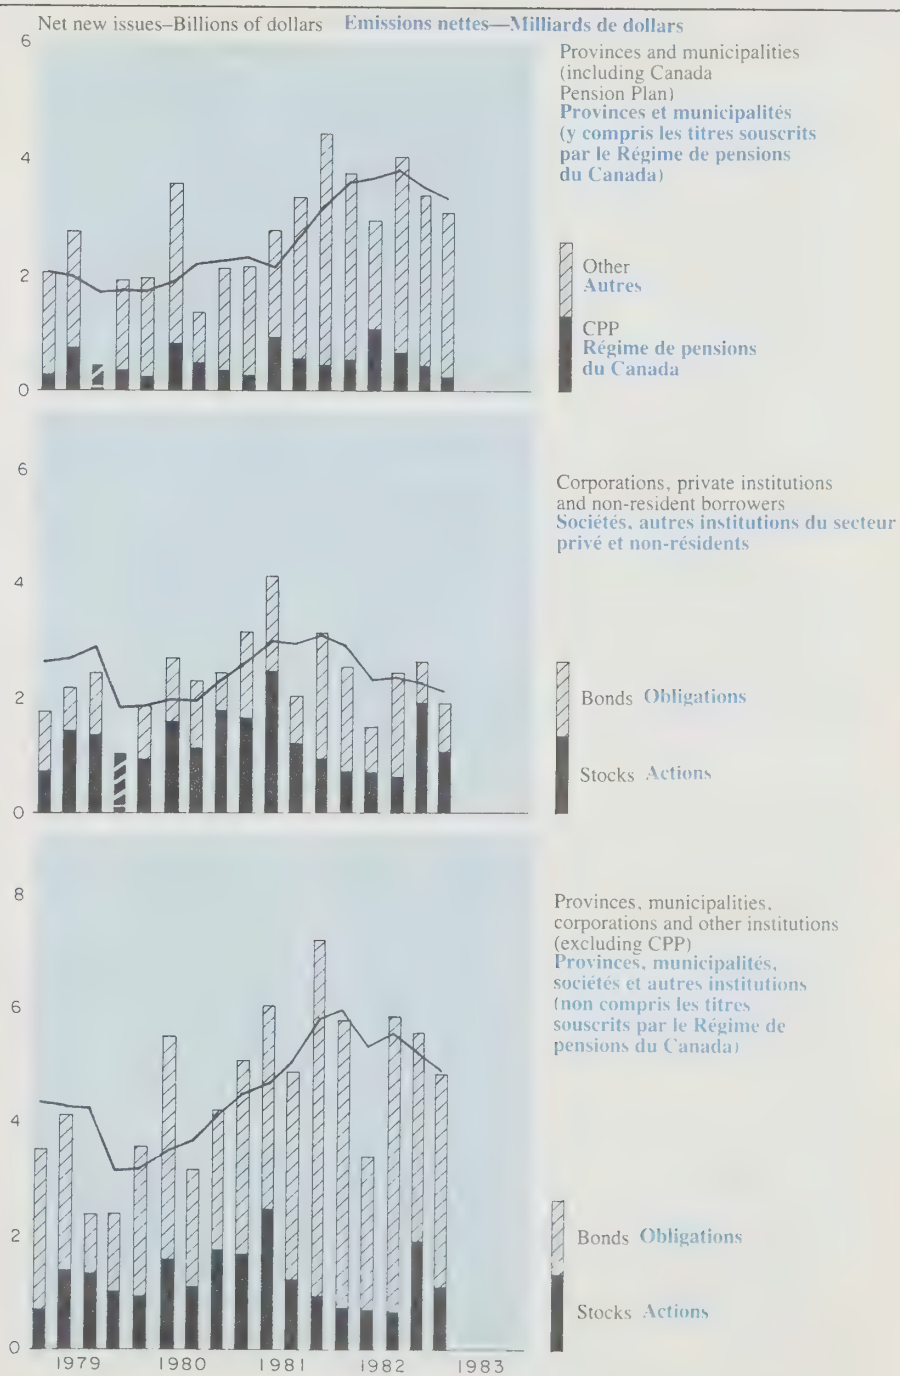 Net new issues–Billions of dollars Emissions nettes—Milliards de dollars
6
4
2
0
Provinces and municipalities
(including Canada
Pension Plan)
Provinces et municipalités
(y compris les titres souscrits
par le Régime de pensions
du Canada)
Other
Autres
CPP
Régime de pensions
du Canada
6
4
2
0
Corporations, private institutions
and non-resident borrowers
Sociétés, autres institutions du secteur
privé et non-résidents
Bonds Obligations
Stocks Actions
8
6
4
2
0
Provinces, municipalities,
corporations and other institutions
(excluding CPP)
Provinces, municipalités,
sociétés et autres institutions
(non compris les titres
souscrits par le Régime de
pensions du Canada)
Bonds Obligations
Stocks Actions
1979 1980 1981 1982 1983